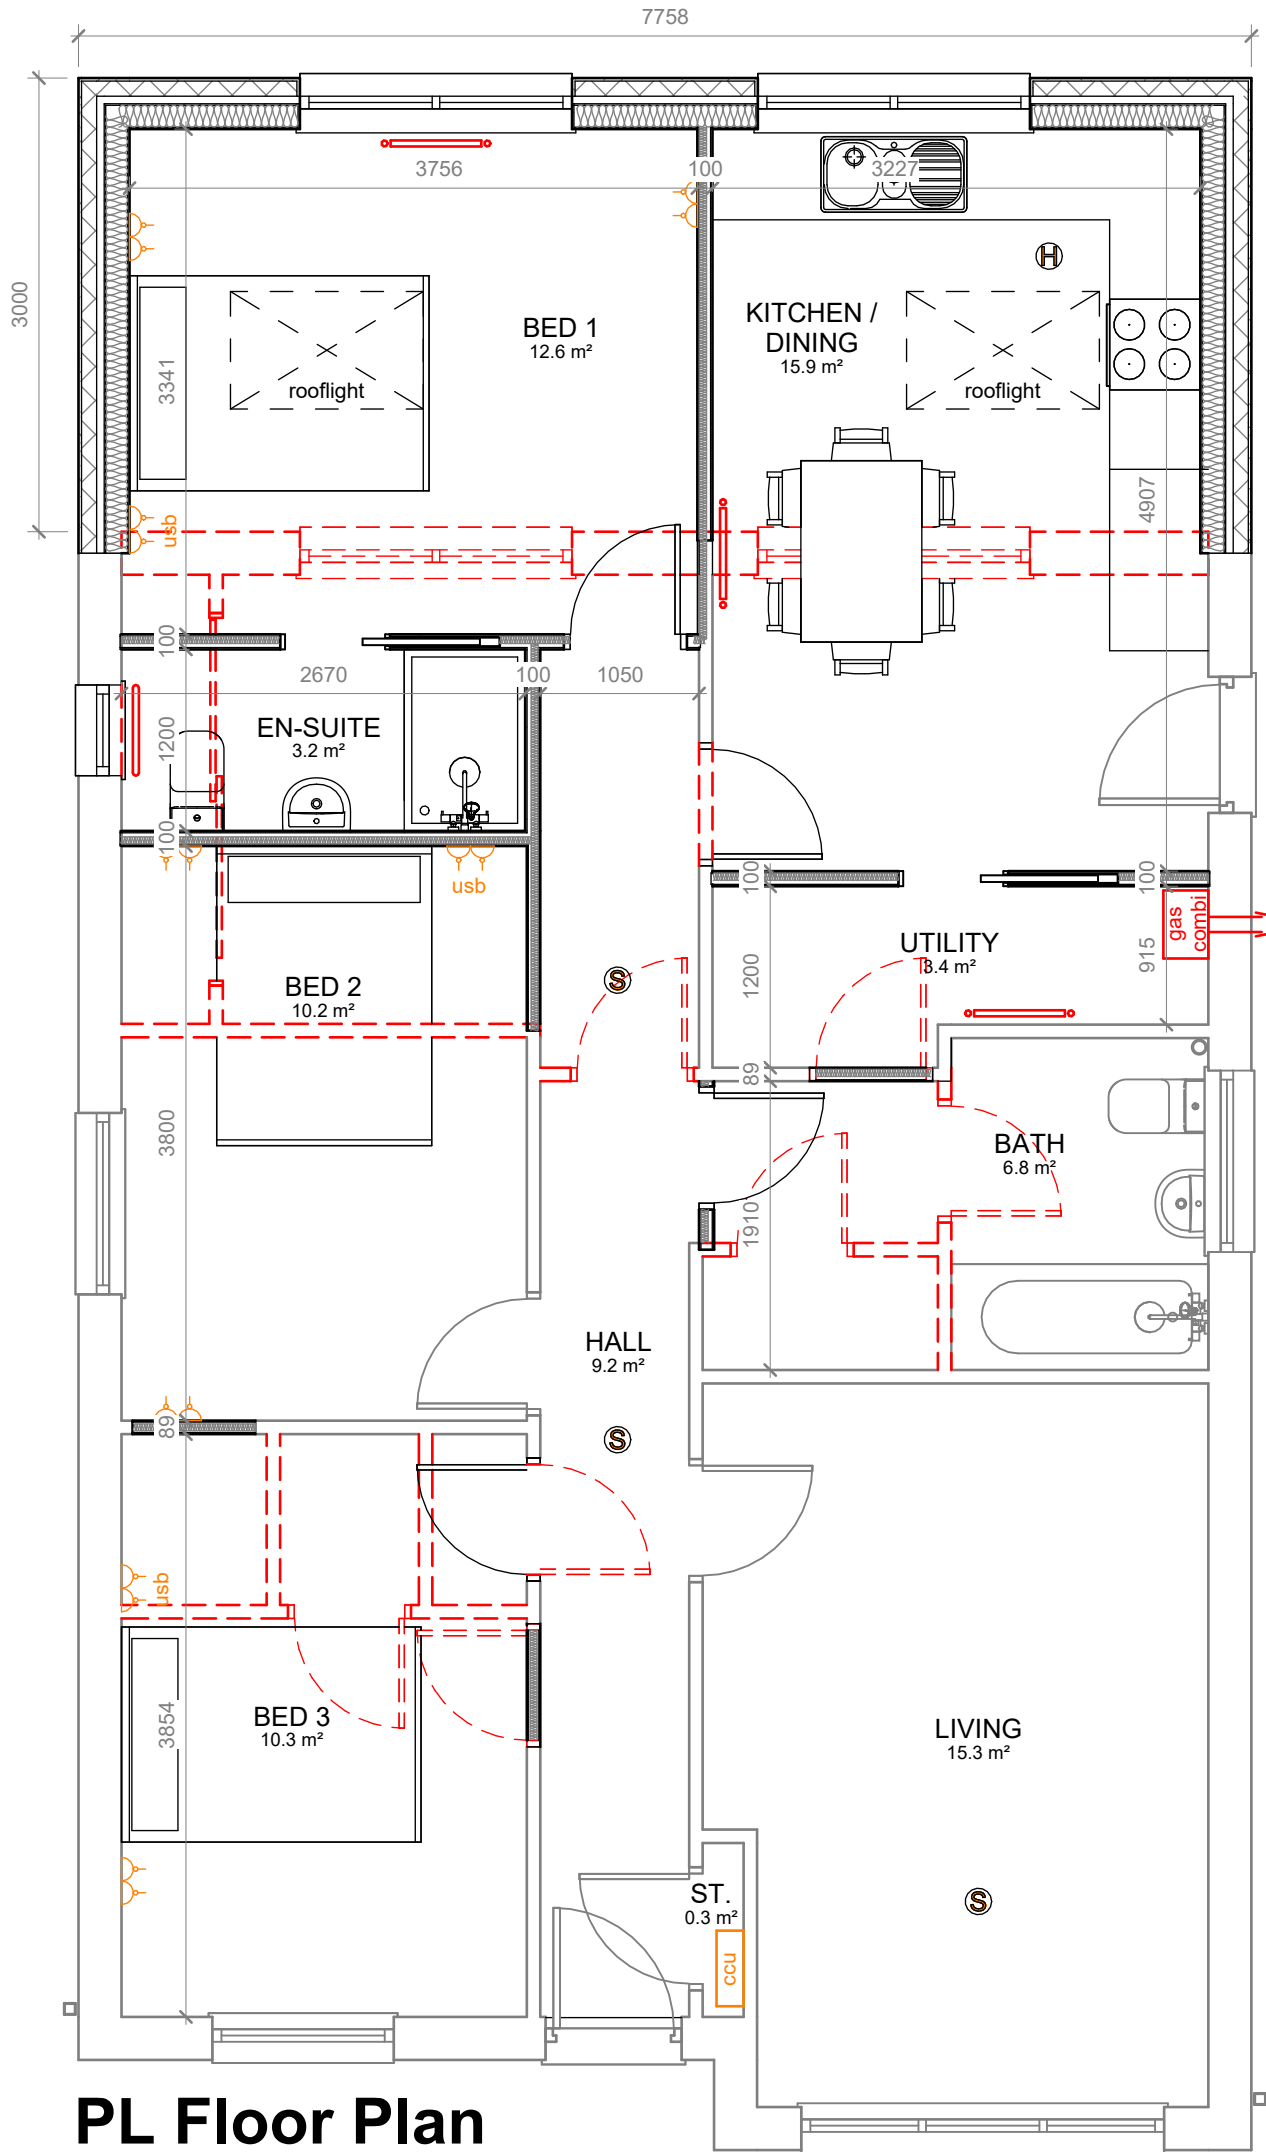 7758
3756
100
3227
3000
H
BED 1
12.6 m²
KITCHEN /
DINING
15.9 m²
3341
rooflight
rooflight
4907
usb
100
2670
100
1050
EN-SUITE
3.2 m²
1200
100
usb
100
100
gas
combi
UTILITY
3.4 m²
915
1200
S
BED 2
10.2 m²
89
3800
BATH
6.8 m²
1910
HALL
9.2 m²
89
S
usb
3854
BED 3
10.3 m²
LIVING
15.3 m²
ST.
0.3 m²
S
ccu
PL Floor Plan